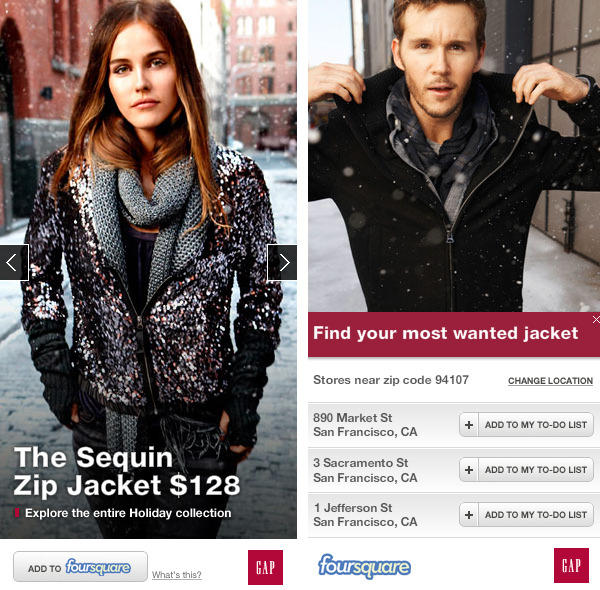 The Sequin
Zip Jacket $128
Explore the entire Holiday collection
ADD TO foursquare
What's this?
GAP
Find your most wanted jacket
Stores near zip code 94107
CHANGE LOCATION
890 Market St
San Francisco, CA
+ ADD TO MY TO-DO LIST
3 Sacramento St
San Francisco, CA
+ ADD TO MY TO-DO LIST
1 Jefferson St
San Francisco, CA
+ ADD TO MY TO-DO LIST
foursquare
GAP